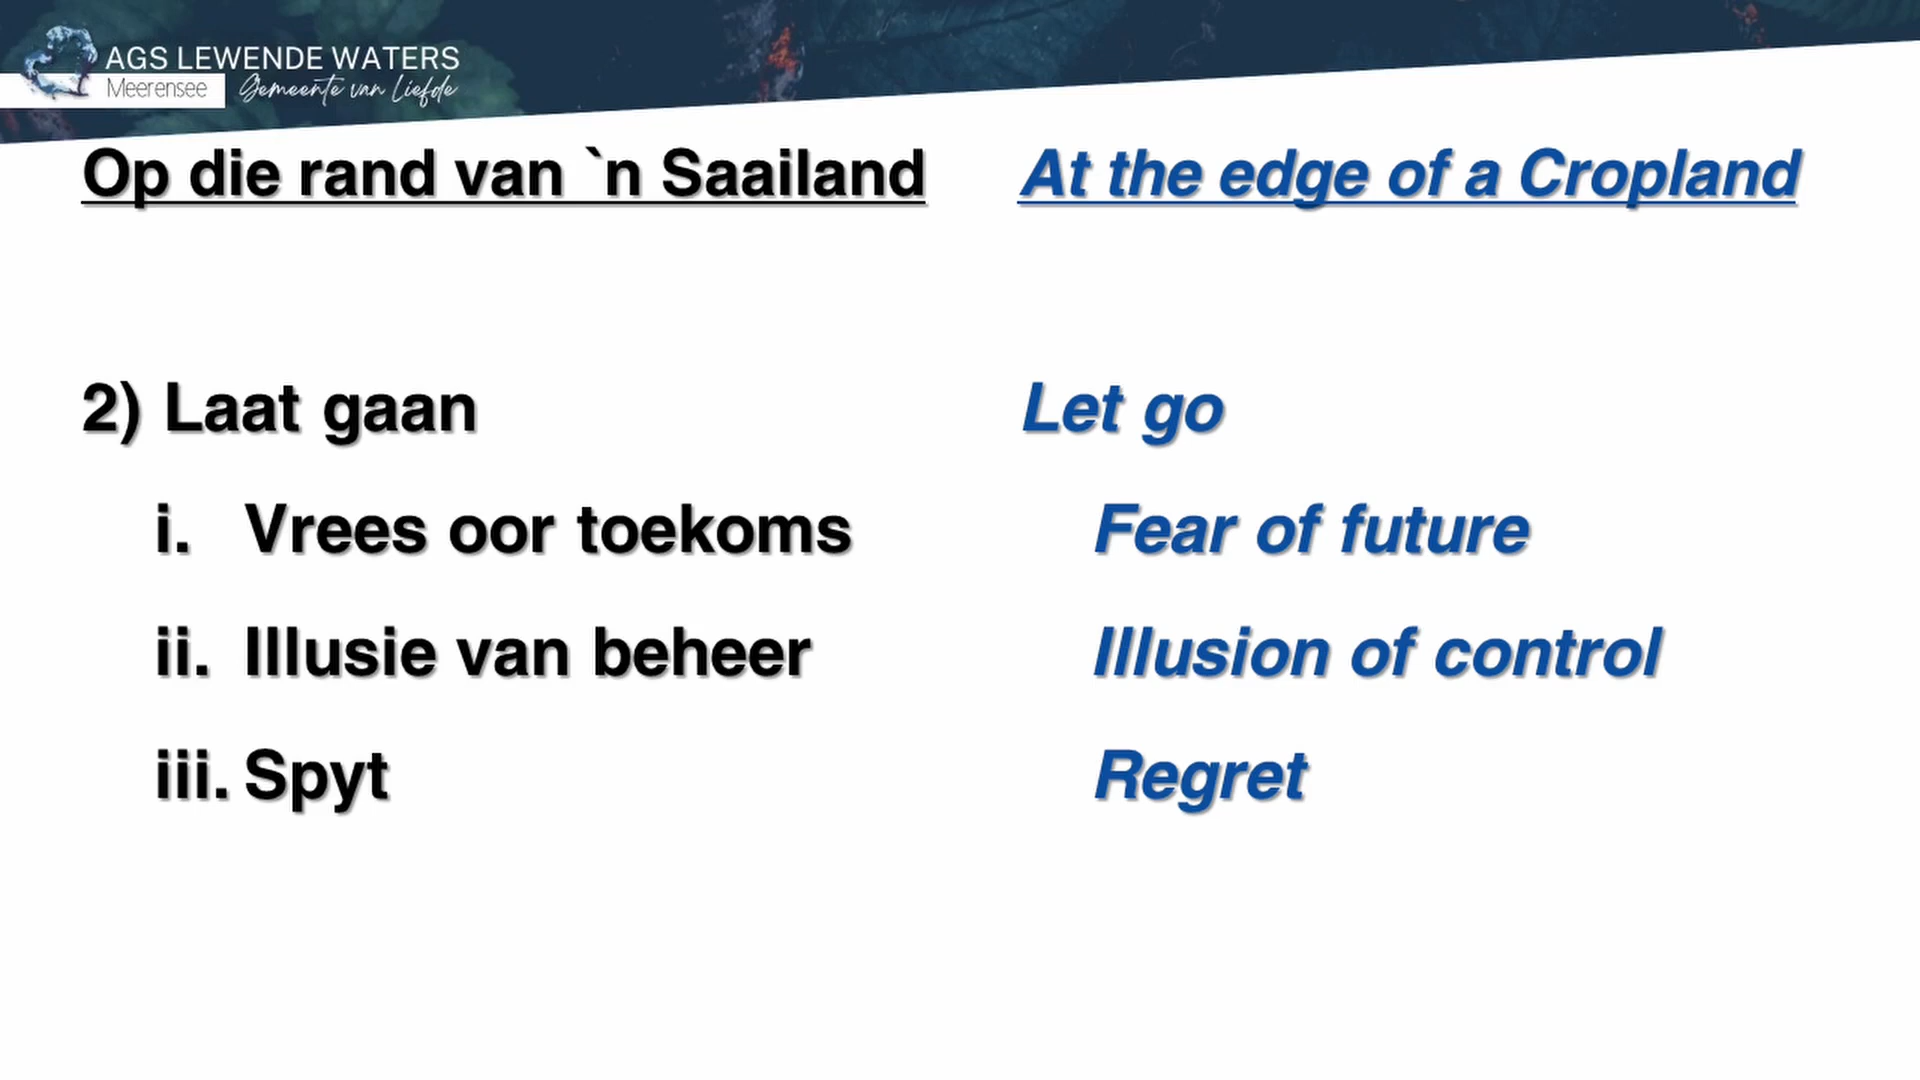 AGS LEWENDE WATERS
Meerensee Gemeente van Liefde
Op die rand van `n Saailand At the edge of a Cropland
2) Laat gaan Let go
i. Vrees oor toekoms Fear of future
ii. Illusie van beheer Illusion of control
iii. Spyt Regret